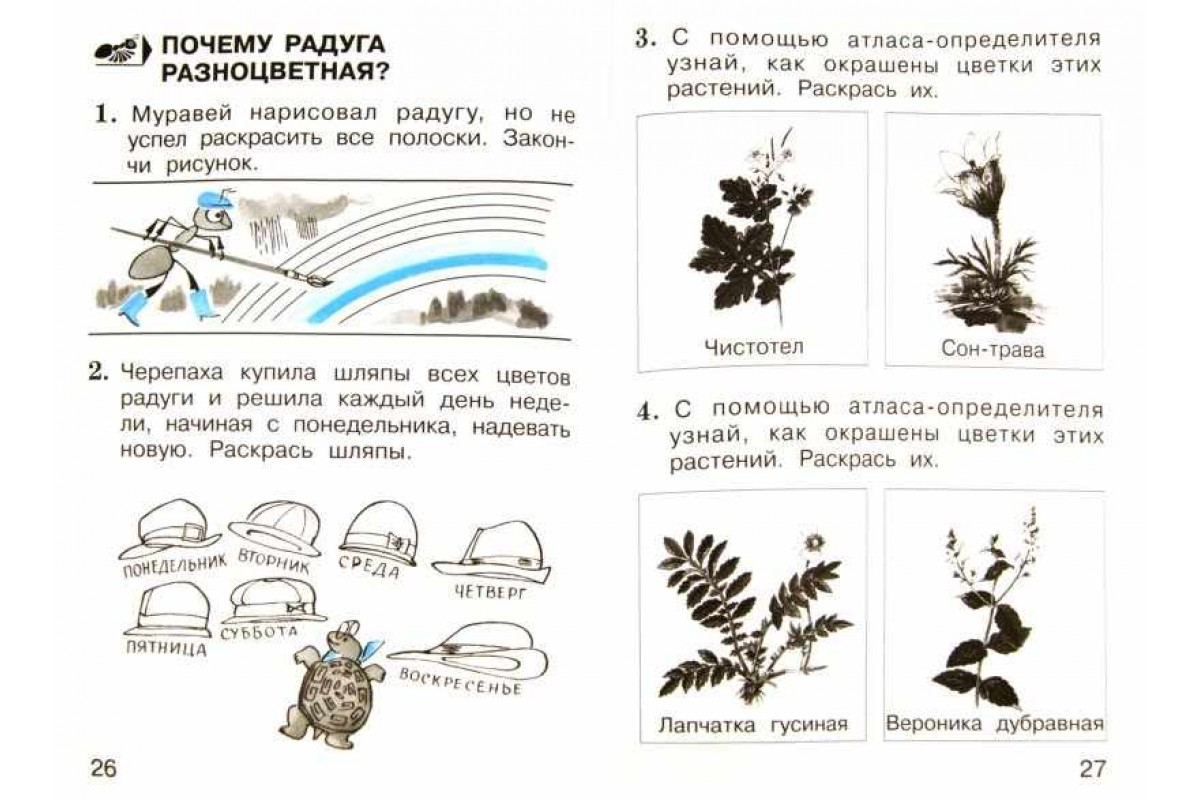 ПОЧЕМУ РАДУГА
РАЗНОЦВЕТНАЯ?
1. Муравей нарисовал радугу, но не
успел раскрасить все полоски. Закон-
чи рисунок.
2. Черепаха купила шляпы всех цветов
радуги и решила каждый день неде-
ли, начиная с понедельника, надевать
новую. Раскрась шляпы.
ПОНЕДЕЛЬНИК
ВТОРНИК
СРЕДА
ЧЕТВЕРГ
ПЯТНИЦА
СУББОТА
ВОСКРЕСЕНЬЕ
26
3. С помощью атласа-определителя
узнай, как окрашены цветки этих
растений. Раскрась их.
Чистотел
Сон-трава
4. С помощью атласа-определителя
узнай, как окрашены цветки этих
растений. Раскрась их.
Лапчатка гусиная
Вероника дубравная
27